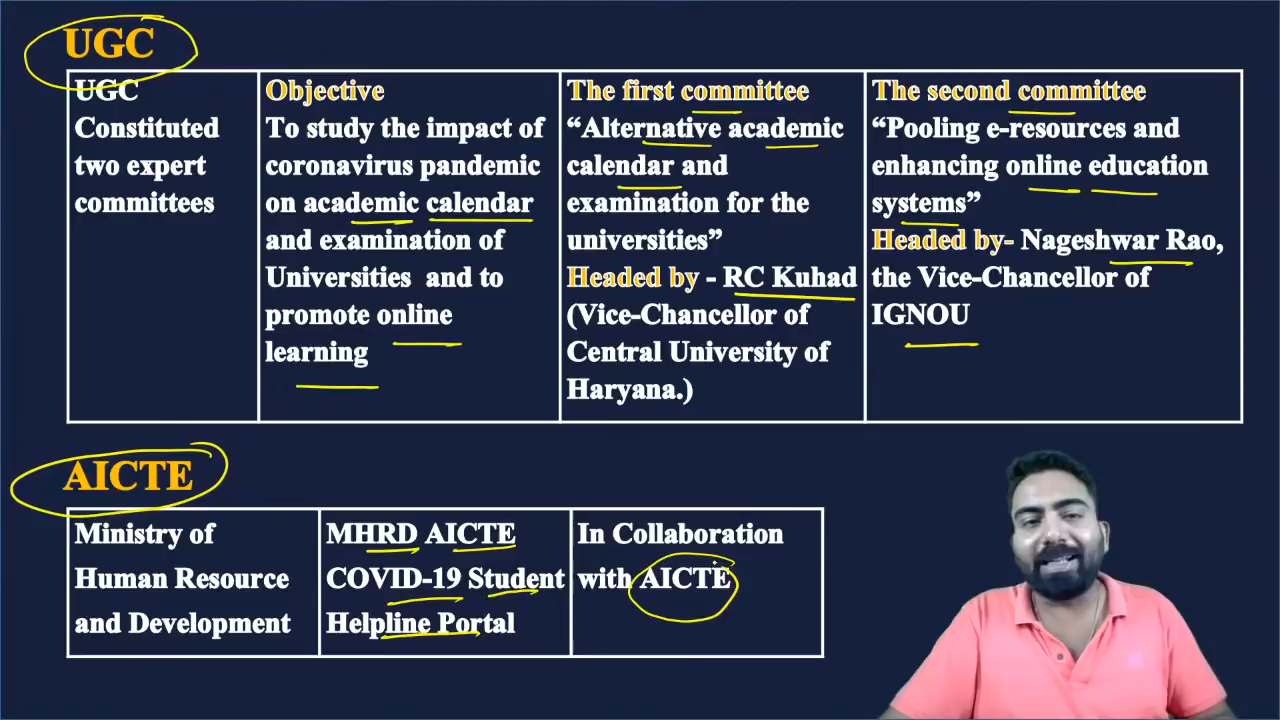 UGC
UGC
Constituted
two expert
committees
Objective
To study the impact of
coronavirus pandemic
on academic calendar
and examination of
Universities and to
promote online
learning
The first committee
“Alternative academic
calendar and
examination for the
universities”
Headed by - RC Kuhad
(Vice-Chancellor of
Central University of
Haryana.)
The second committee
“Pooling e-resources and
enhancing online education
systems”
Headed by- Nageshwar Rao,
the Vice-Chancellor of
IGNOU
AICTE
Ministry of
Human Resource
and Development
MHRD AICTE
COVID-19 Student
Helpline Portal
In Collaboration
with AICTE